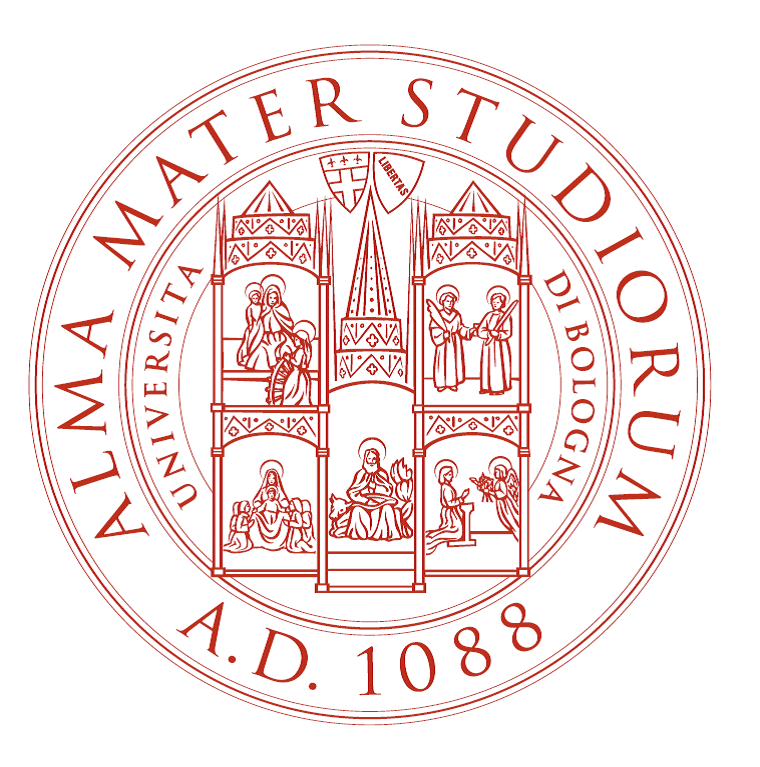 ALMA MATER STUDIORUM
A.D. 1088
UNIVERSITA
DI BOLOGNA
LIBERTAS